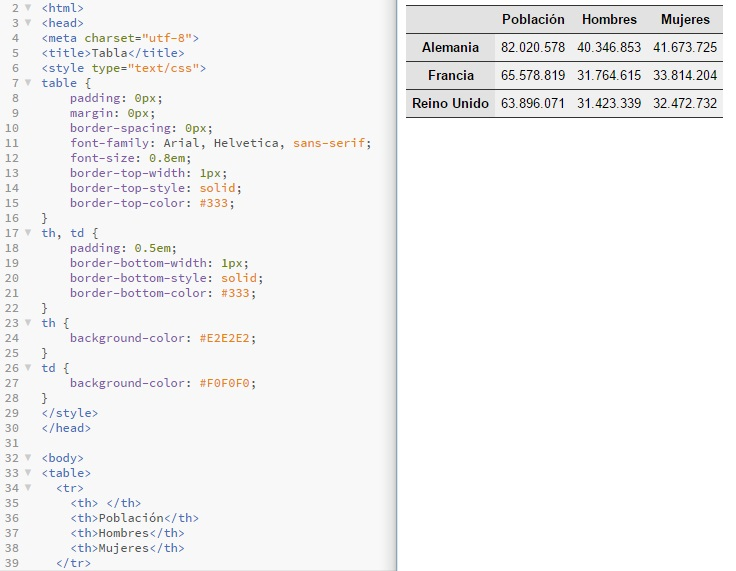 2 <html>
3 <head>
4 <meta charset="utf-8">
5 <title>Tabla</title>
6 <style type="text/css">
7 table {
8 padding: 0px;
9 margin: 0px;
10 border-spacing: 0px;
11 font-family: Arial, Helvetica, sans-serif;
12 font-size: 0.8em;
13 border-top-width: 1px;
14 border-top-style: solid;
15 border-top-color: #333;
16 }
17 th, td {
18 padding: 0.5em;
19 border-bottom-width: 1px;
20 border-bottom-style: solid;
21 border-bottom-color: #333;
22 }
23 th {
24 background-color: #E2E2E2;
25 }
26 td {
27 background-color: #F0F0F0;
28 }
29 </style>
30 </head>
31
32 <body>
33 <table>
34 <tr>
35 <th> </th>
36 <th>Población</th>
37 <th>Hombres</th>
38 <th>Mujeres</th>
39 </tr>
Población Hombres Mujeres
Alemania 82.020.578 40.346.853 41.673.725
Francia 65.578.819 31.764.615 33.814.204
Reino Unido 63.896.071 31.423.339 32.472.732